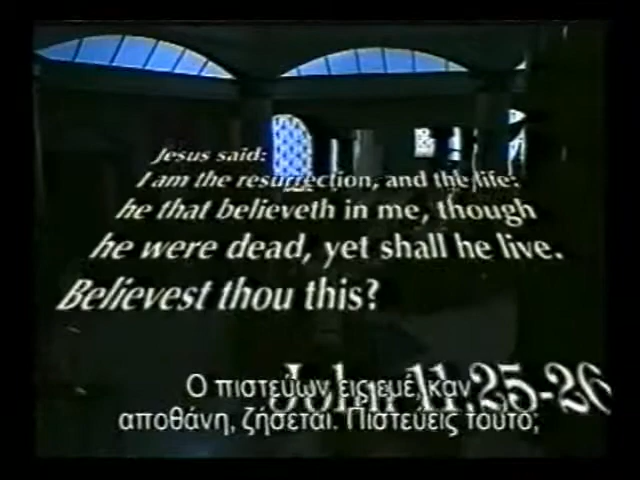 Jesus said:
I am the resurrection, and the life:
he that believeth in me, though
he were dead, yet shall he live.
Believest thou this?
John 11:25-26
Ο πιστεύων εις εμέ, καν
αποθάνη, ζήσεται. Πιστεύεις τούτο;